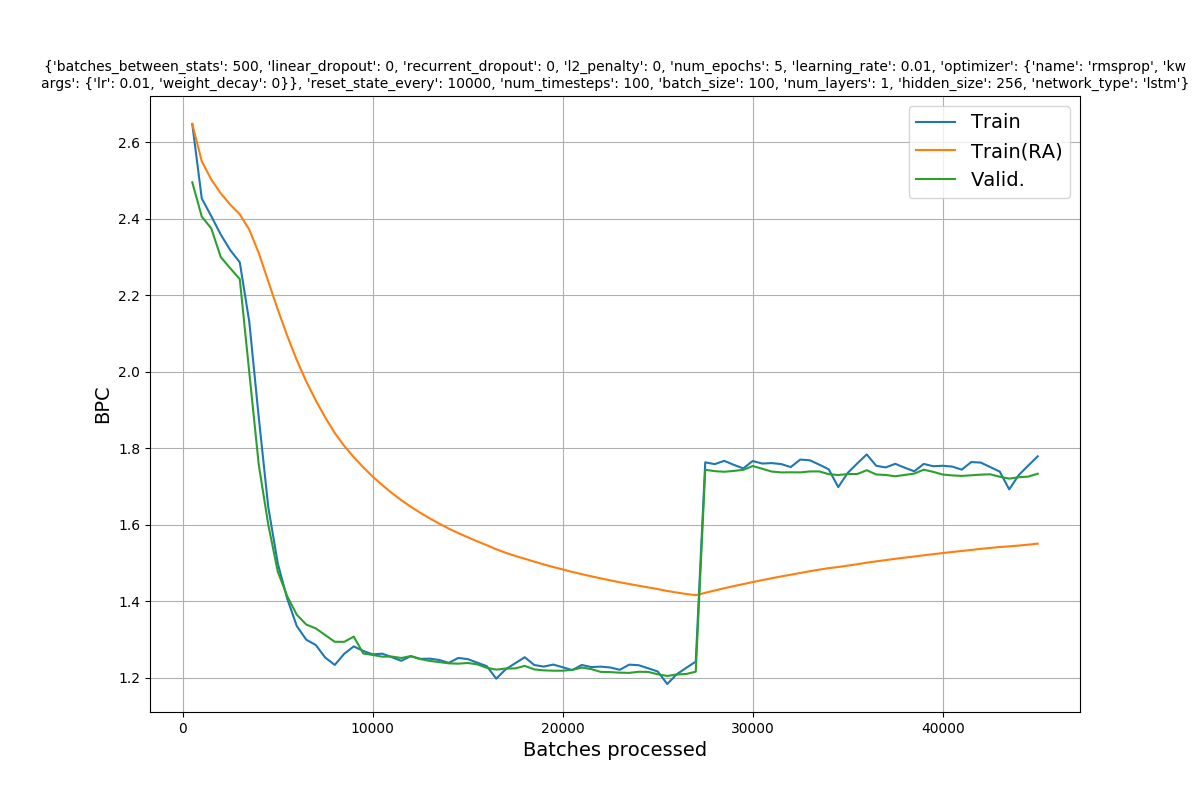 {'batches_between_stats': 500, 'linear_dropout': 0, 'recurrent_dropout': 0, 'l2_penalty': 0, 'num_epochs': 5, 'learning_rate': 0.01, 'optimizer': {'name': 'rmsprop', 'kw
args': {'lr': 0.01, 'weight_decay': 0}}, 'reset_state_every': 10000, 'num_timesteps': 100, 'batch_size': 100, 'num_layers': 1, 'hidden_size': 256, 'network_type': 'lstm'}
Train
Train(RA)
Valid.
2.6
2.4
2.2
2.0
1.8
1.6
1.4
1.2
BPC
0 10000 20000 30000 40000
Batches processed